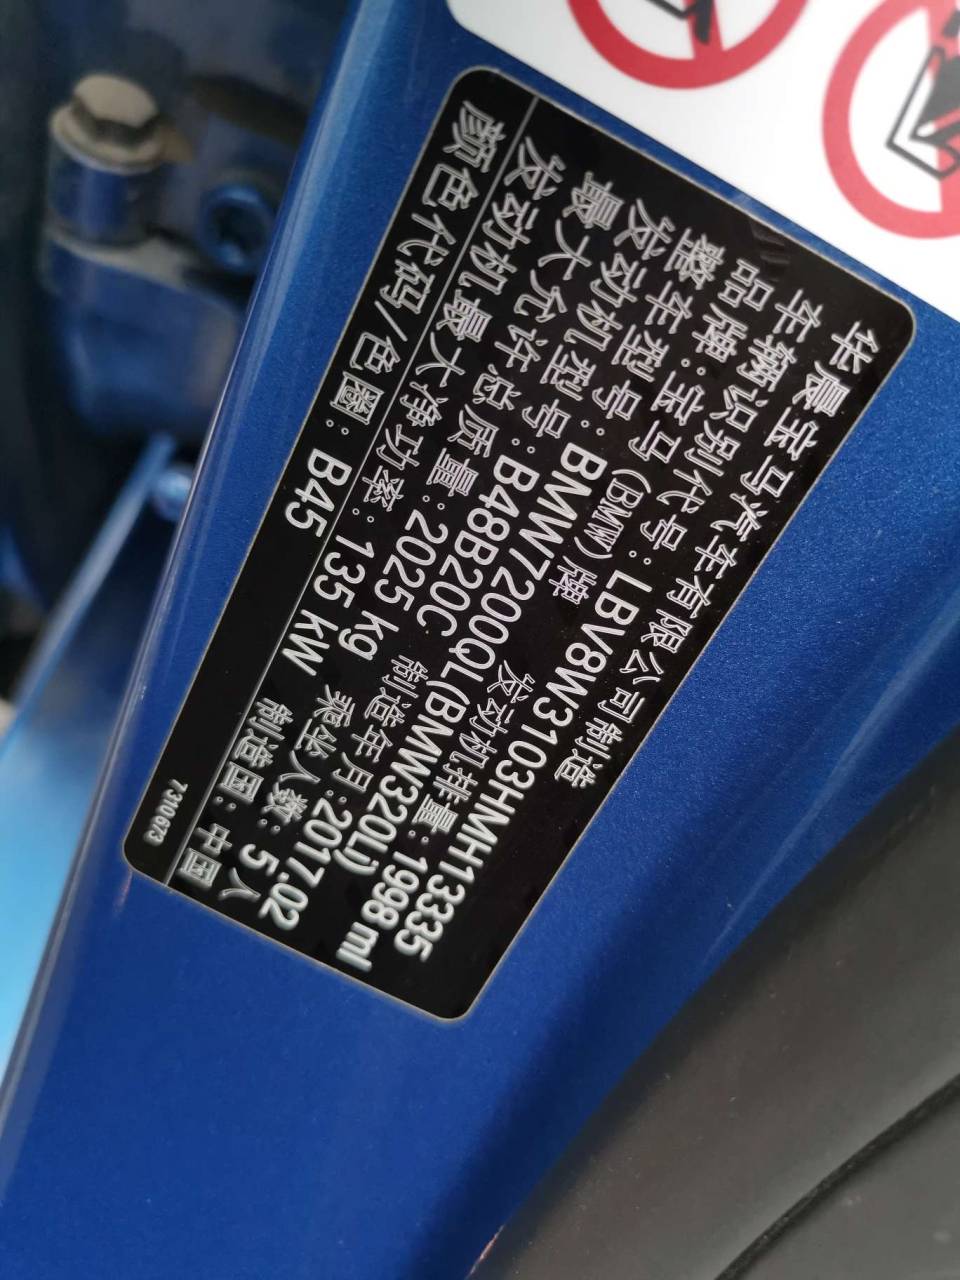 华晨宝马汽车有限公司制造
车辆识别代号: LBV8W3103HMH13335
品牌: 宝马 (BMW) 牌
整车型号: BMW7200QL(BMW320Li)
发动机型号: B48B20C 发动机排量: 1998 ml
最大允许总质量: 2025 kg 制造年月: 2017.02
发动机最大净功率: 135 kW 乘坐人数: 5 人
制造国: 中国
颜色代码/色圈: B45
7310673